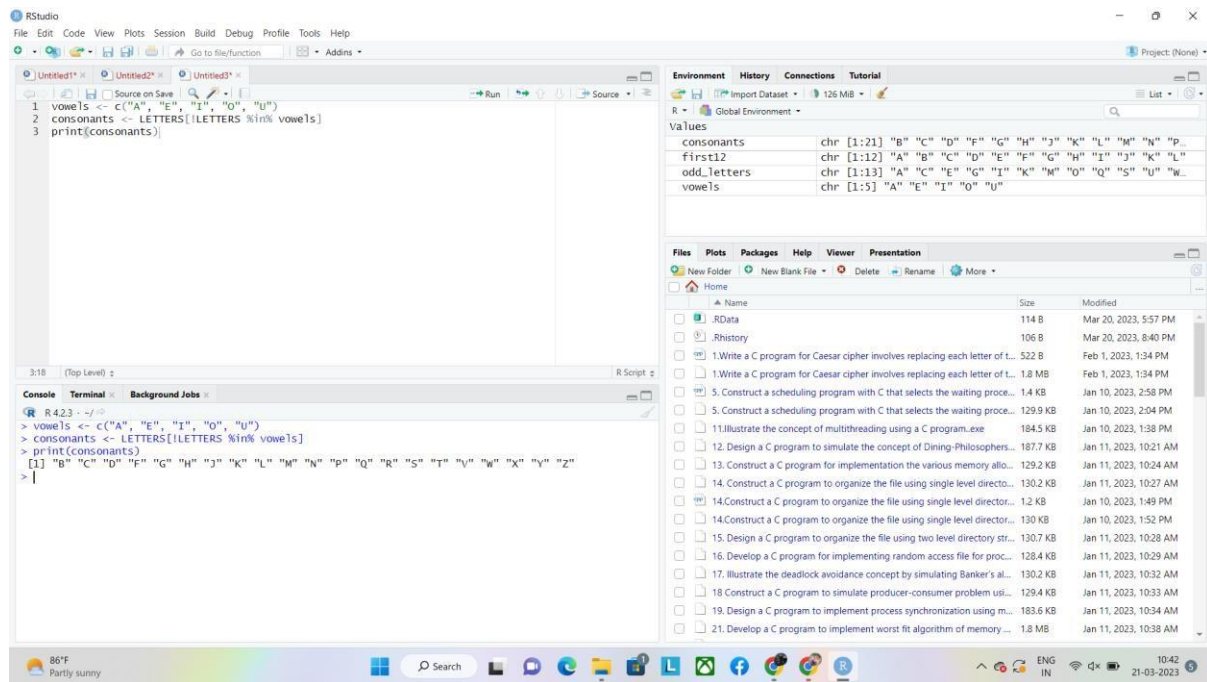 RStudio
File Edit Code View Plots Session Build Debug Profile Tools Help
Go to file/function Addins Project: (None)
Untitled1* Untitled2* Untitled3*
Source on Save Run Source
1 vowels <- c("A", "E", "I", "O", "U")
2 consonants <- LETTERS[!LETTERS %in% vowels]
3 print(consonants)
3:18 (Top Level) R Script
Console Terminal Background Jobs
R 4.2.3 · ~/
> vowels <- c("A", "E", "I", "O", "U")
> consonants <- LETTERS[!LETTERS %in% vowels]
> print(consonants)
[1] "B" "C" "D" "F" "G" "H" "J" "K" "L" "M" "N" "P" "Q" "R" "S" "T" "V" "W" "X" "Y" "Z"
>
Environment History Connections Tutorial
Import Dataset 126 MiB List
R Global Environment
Values
consonants chr [1:21] "B" "C" "D" "F" "G" "H" "J" "K" "L" "M" "N" "P…
first12 chr [1:12] "A" "B" "C" "D" "E" "F" "G" "H" "I" "J" "K" "L"
odd_letters chr [1:13] "A" "C" "E" "G" "I" "K" "M" "O" "Q" "S" "U" "W…
vowels chr [1:5] "A" "E" "I" "O" "U"
Files Plots Packages Help Viewer Presentation
New Folder New Blank File Delete Rename More
Home
Name Size Modified
.RData 114 B Mar 20, 2023, 5:57 PM
.Rhistory 106 B Mar 20, 2023, 8:40 PM
1.Write a C program for Caesar cipher involves replacing each letter of t... 522 B Feb 1, 2023, 1:34 PM
1.Write a C program for Caesar cipher involves replacing each letter of t... 1.8 MB Feb 1, 2023, 1:34 PM
5. Construct a scheduling program with C that selects the waiting proce... 1.4 KB Jan 10, 2023, 2:58 PM
5. Construct a scheduling program with C that selects the waiting proce... 129.9 KB Jan 10, 2023, 2:04 PM
11.Illustrate the concept of multithreading using a C program..exe 184.5 KB Jan 10, 2023, 1:38 PM
12. Design a C program to simulate the concept of Dining-Philosophers... 187.7 KB Jan 11, 2023, 10:21 AM
13. Construct a C program for implementation the various memory allo... 129.2 KB Jan 11, 2023, 10:24 AM
14. Construct a C program to organize the file using single level directo... 130.2 KB Jan 11, 2023, 10:27 AM
14.Construct a C program to organize the file using single level director... 1.2 KB Jan 10, 2023, 1:49 PM
14.Construct a C program to organize the file using single level director... 130 KB Jan 10, 2023, 1:52 PM
15. Design a C program to organize the file using two level directory str... 130.7 KB Jan 11, 2023, 10:28 AM
16. Develop a C program for implementing random access file for proc... 128.4 KB Jan 11, 2023, 10:29 AM
17. Illustrate the deadlock avoidance concept by simulating Banker's al... 130.2 KB Jan 11, 2023, 10:32 AM
18 Construct a C program to simulate producer-consumer problem usi... 129.4 KB Jan 11, 2023, 10:33 AM
19. Design a C program to implement process synchronization using m... 183.6 KB Jan 11, 2023, 10:34 AM
21. Develop a C program to implement worst fit algorithm of memory ... 1.8 MB Jan 11, 2023, 10:38 AM
86°F
Partly sunny
Search
ENG
IN
10:42
21-03-2023
5